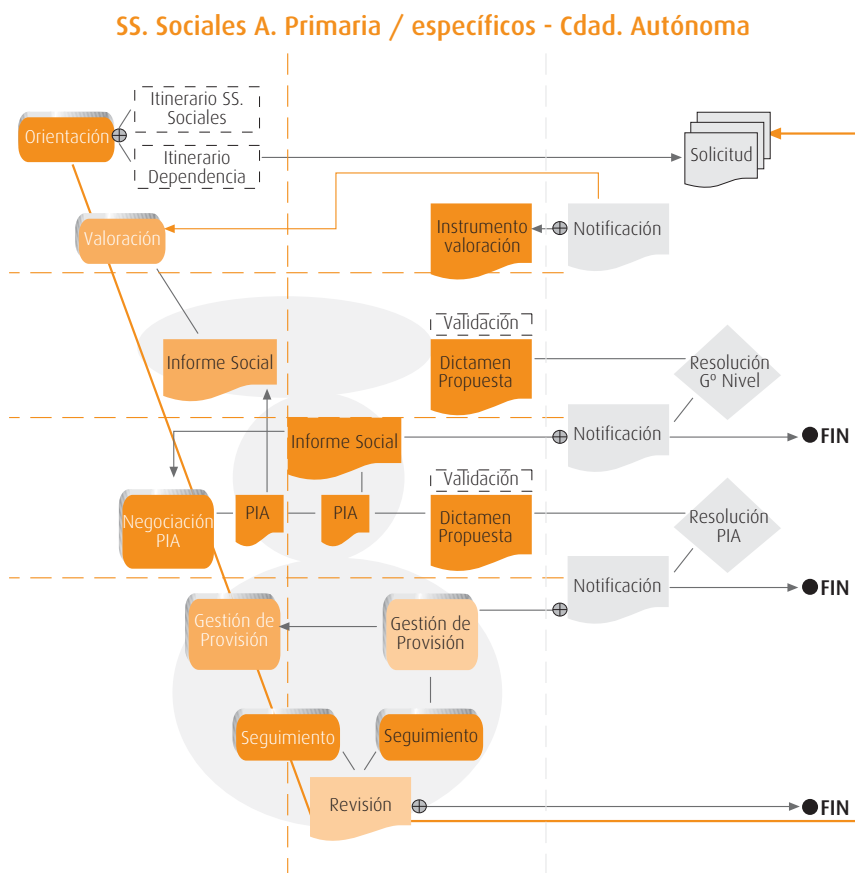 SS. Sociales A. Primaria / específicos - Cdad. Autónoma
Itinerario SS.
Sociales
Orientación
Itinerario
Dependencia
Solicitud
Valoración
Instrumento
valoración
Notificación
Validación
Informe Social
Dictamen
Propuesta
Resolución
Gº Nivel
Informe Social
Notificación
FIN
Validación
Negociación
PIA
PIA
PIA
Dictamen
Propuesta
Resolución
PIA
Notificación
FIN
Gestión de
Provisión
Gestión de
Provisión
Seguimiento
Seguimiento
Revisión
FIN